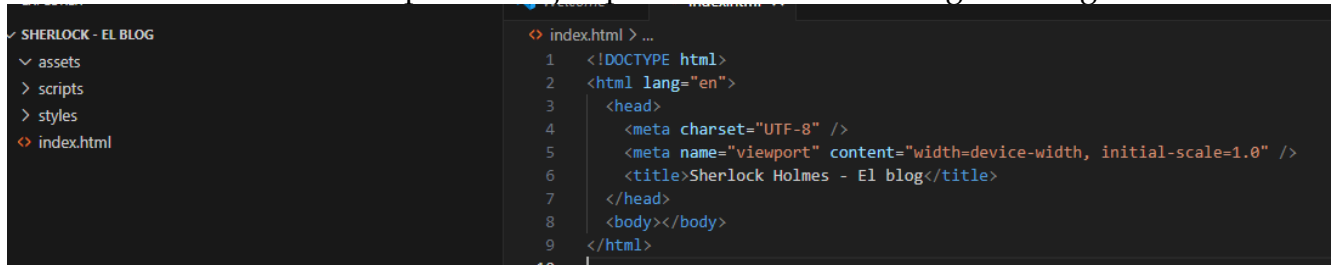 SHERLOCK - EL BLOG
assets
scripts
styles
index.html
index.html > ...
1 <!DOCTYPE html>
2 <html lang="en">
3 <head>
4 <meta charset="UTF-8" />
5 <meta name="viewport" content="width=device-width, initial-scale=1.0" />
6 <title>Sherlock Holmes - El blog</title>
7 </head>
8 <body></body>
9 </html>